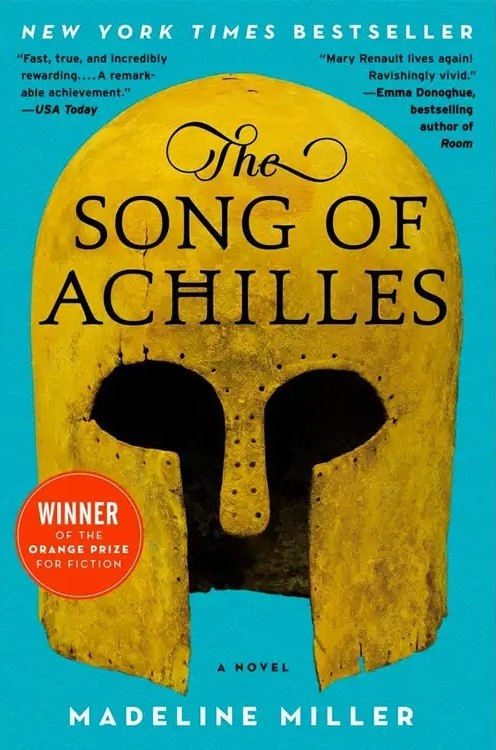 NEW YORK TIMES BESTSELLER
"Fast, true, and incredibly
rewarding.... A remark-
able achievement."
—USA Today
"Mary Renault lives again!
Ravishingly vivid."
—Emma Donoghue,
bestselling
author of
Room
The
SONG OF
ACHILLES
WINNER
OF THE
ORANGE PRIZE
FOR FICTION
A NOVEL
MADELINE MILLER